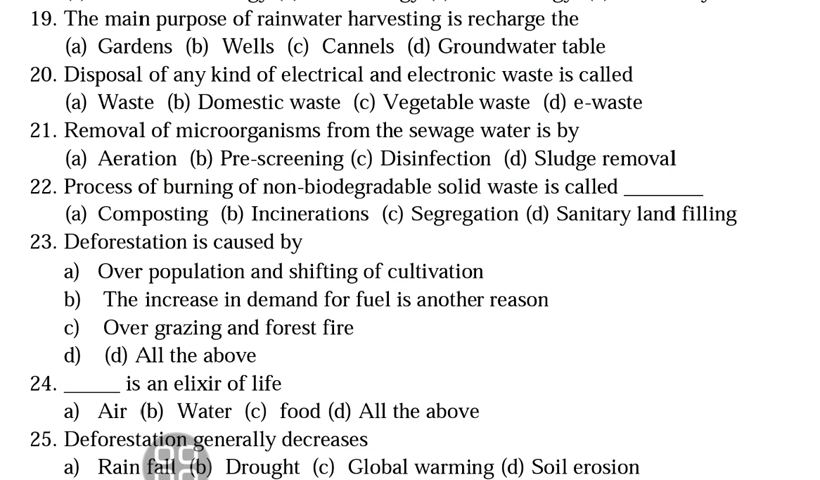 19. The main purpose of rainwater harvesting is recharge the
(a) Gardens (b) Wells (c) Cannels (d) Groundwater table
20. Disposal of any kind of electrical and electronic waste is called
(a) Waste (b) Domestic waste (c) Vegetable waste (d) e-waste
21. Removal of microorganisms from the sewage water is by
(a) Aeration (b) Pre-screening (c) Disinfection (d) Sludge removal
22. Process of burning of non-biodegradable solid waste is called ________
(a) Composting (b) Incinerations (c) Segregation (d) Sanitary land filling
23. Deforestation is caused by
a) Over population and shifting of cultivation
b) The increase in demand for fuel is another reason
c) Over grazing and forest fire
d) (d) All the above
24. ______ is an elixir of life
a) Air (b) Water (c) food (d) All the above
25. Deforestation generally decreases
a) Rain fall (b) Drought (c) Global warming (d) Soil erosion